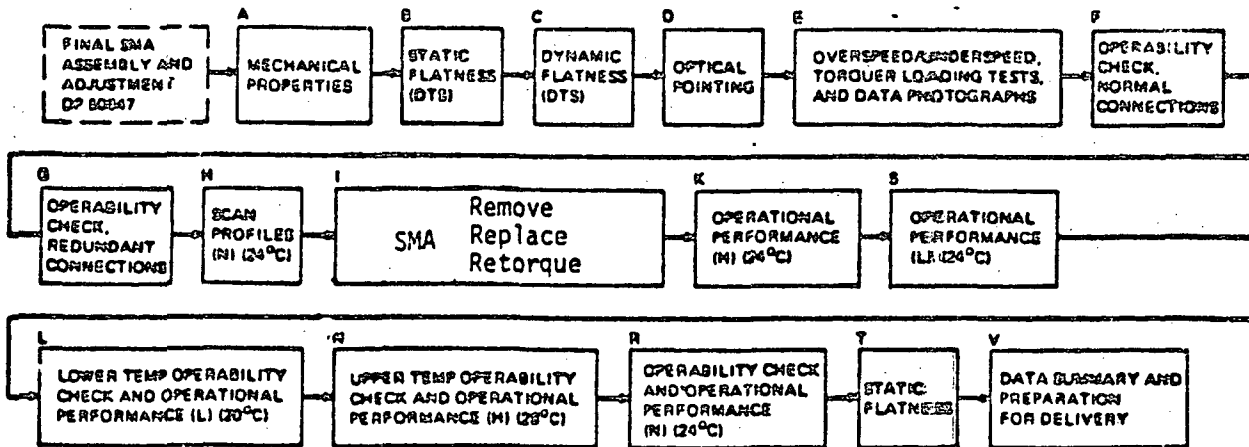 A
B
C
D
E
F
FINAL SMA
ASSEMBLY AND
ADJUSTMENT
MECHANICAL
PROPERTIES
STATIC
FLATNESS
(DTS)
DYNAMIC
FLATNESS
(DTS)
OPTICAL
POINTING
OVERSPEED/UNDERSPEED,
TORQUER LOADING TESTS,
AND DATA PHOTOGRAPHS
OPERABILITY
CHECK,
NORMAL
CONNECTIONS
G
H
I
K
S
OPERABILITY
CHECK,
REDUNDANT
CONNECTIONS
SCAN
PROFILES
(N) (24°C)
SMA
Remove
Replace
Retorque
OPERATIONAL
PERFORMANCE
(24°C)
OPERATIONAL
PERFORMANCE
(24°C)
L
R
T
V
LOWER TEMP OPERABILITY
CHECK AND OPERATIONAL
PERFORMANCE (L) (20°C)
UPPER TEMP OPERABILITY
CHECK AND OPERATIONAL
PERFORMANCE (H) (28°C)
OPERABILITY CHECK
AND OPERATIONAL
PERFORMANCE
(N) (24°C)
STATIC
FLATNESS
DATA SUMMARY AND
PREPARATION
FOR DELIVERY